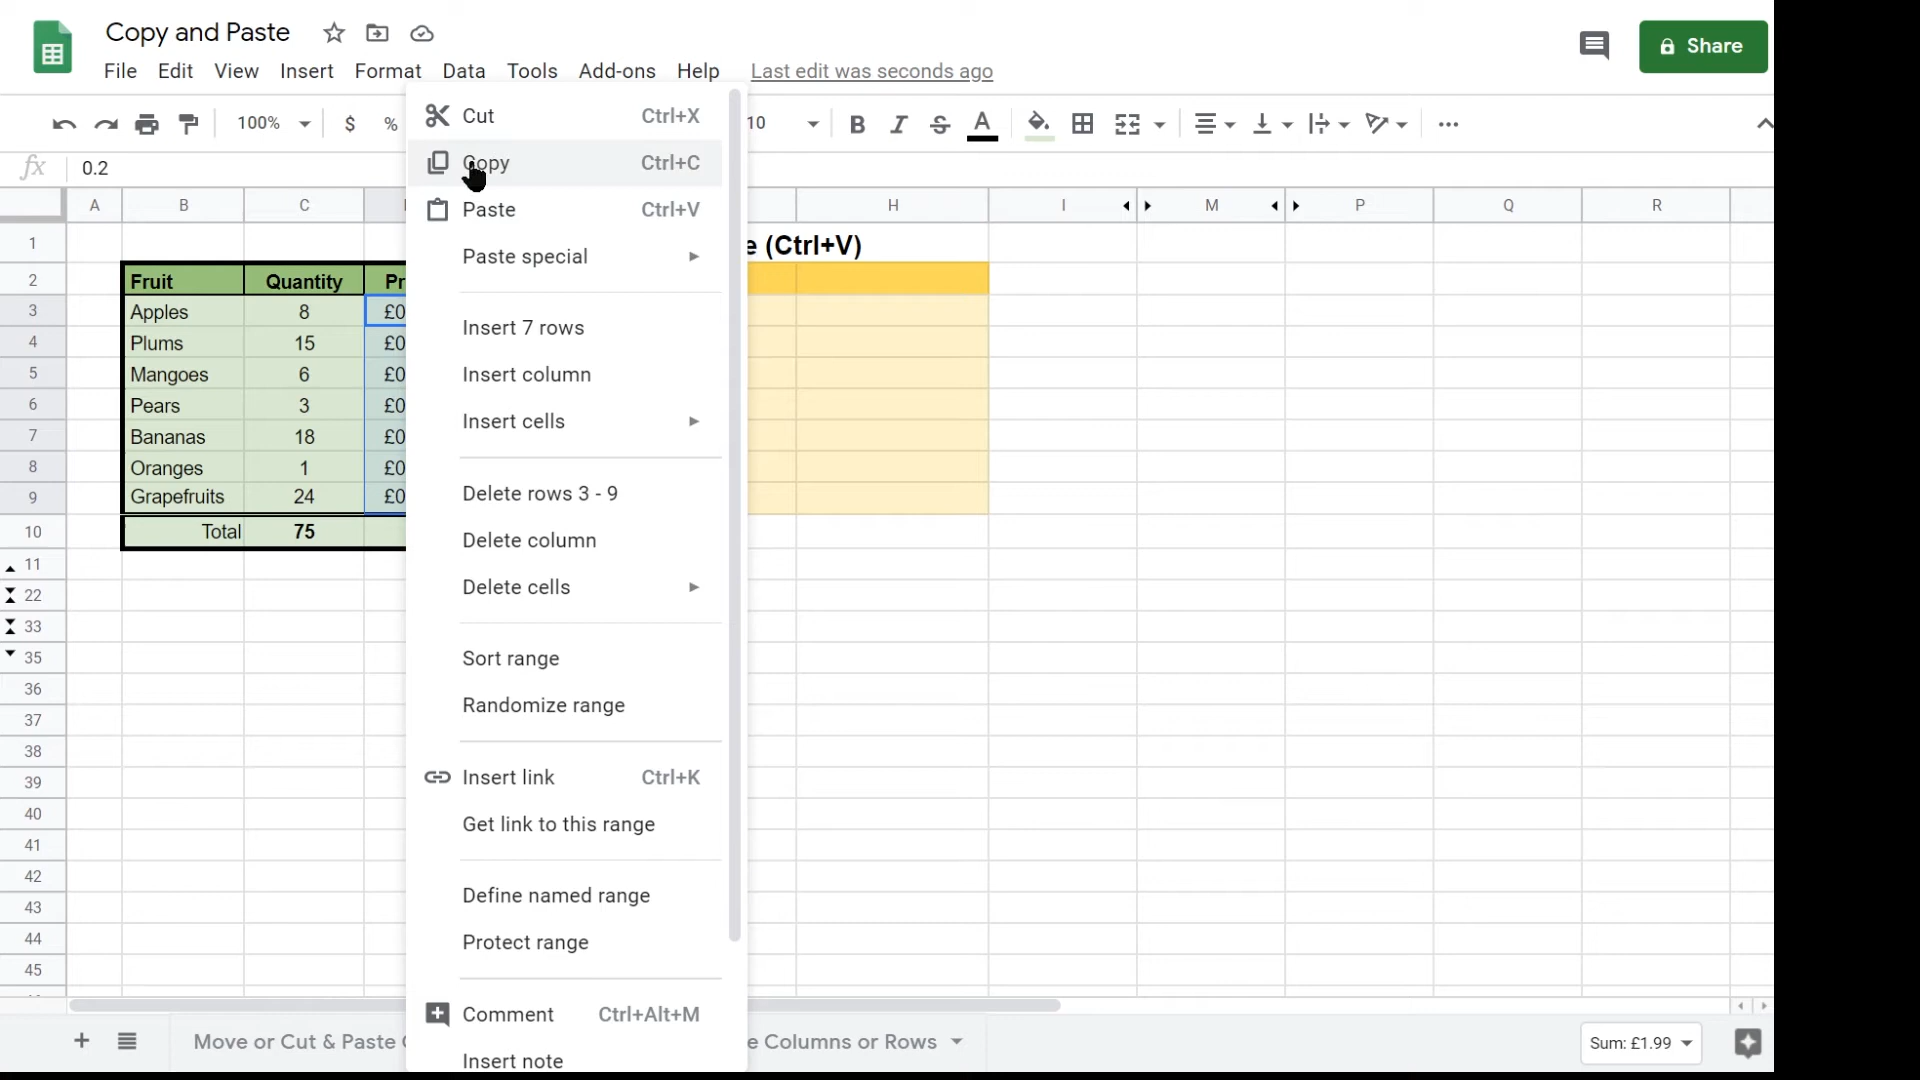 Copy and Paste
File Edit View Insert Format Data Tools Add-ons Help Last edit was seconds ago
Share
100% $ % 10 B I S A
fx 0.2
A B C H I M P Q R
1 (Ctrl+V)
2 Fruit Quantity
3 Apples 8 £0
4 Plums 15 £0
5 Mangoes 6 £0
6 Pears 3 £0
7 Bananas 18 £0
8 Oranges 1 £0
9 Grapefruits 24 £0
10 Total 75
11
22
33
35
36
37
38
39
40
41
42
43
44
45
Cut Ctrl+X
Copy Ctrl+C
Paste Ctrl+V
Paste special
Insert 7 rows
Insert column
Insert cells
Delete rows 3 - 9
Delete column
Delete cells
Sort range
Randomize range
Insert link Ctrl+K
Get link to this range
Define named range
Protect range
Comment Ctrl+Alt+M
Insert note
Move or Cut & Paste Columns or Rows
Sum: £1.99